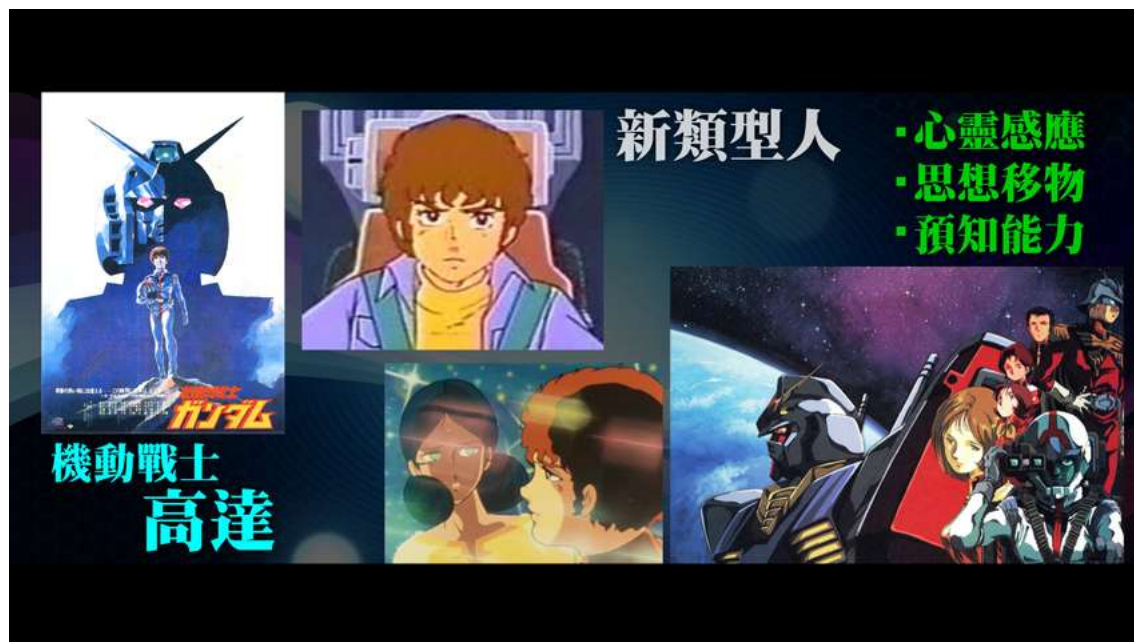 ガンダム
機動戰士
高達
新類型人
▪心靈感應
▪思想移物
▪預知能力